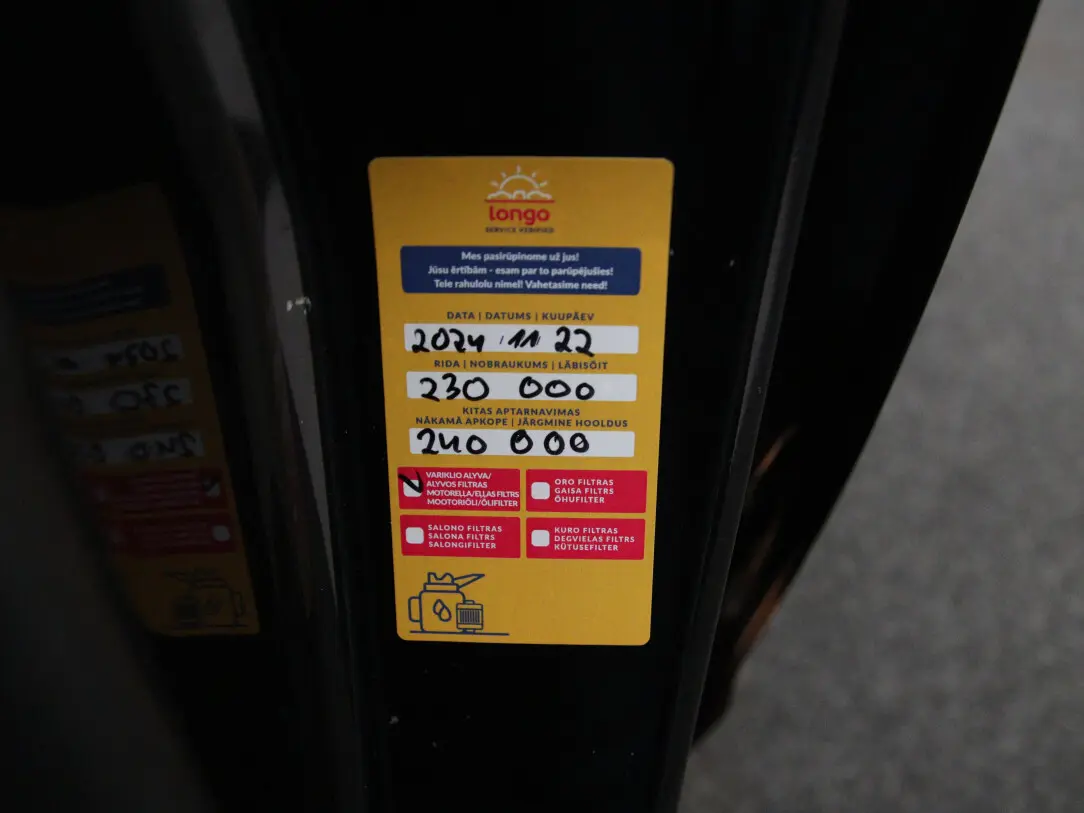 longo
SERVICE VERIFIED
Mes pasirūpinome už jus!
Jūsu ērtībām - esam par to parūpējušies!
Teie rahulolu nimel! Vahetasime need!
DATA | DATUMS | KUUPÄEV
2024 11 22
RIDA | NOBRAUKUMS | LÄBISÕIT
230 000
KITAS APTARNAVIMAS
NĀKAMĀ APKOPE | JÄRGMINE HOOLDUS
240 000
VARIKLIO ALYVA/
ALYVOS FILTRAS
MOTOREĻĻA/EĻĻAS FILTRS
MOOTORIÕLI/ÕLIFILTER
ORO FILTRAS
GAISA FILTRS
ÕHUFILTER
SALONO FILTRAS
SALONA FILTRS
SALONGIFILTER
KURO FILTRAS
DEGVIELAS FILTRS
KÜTUSEFILTER